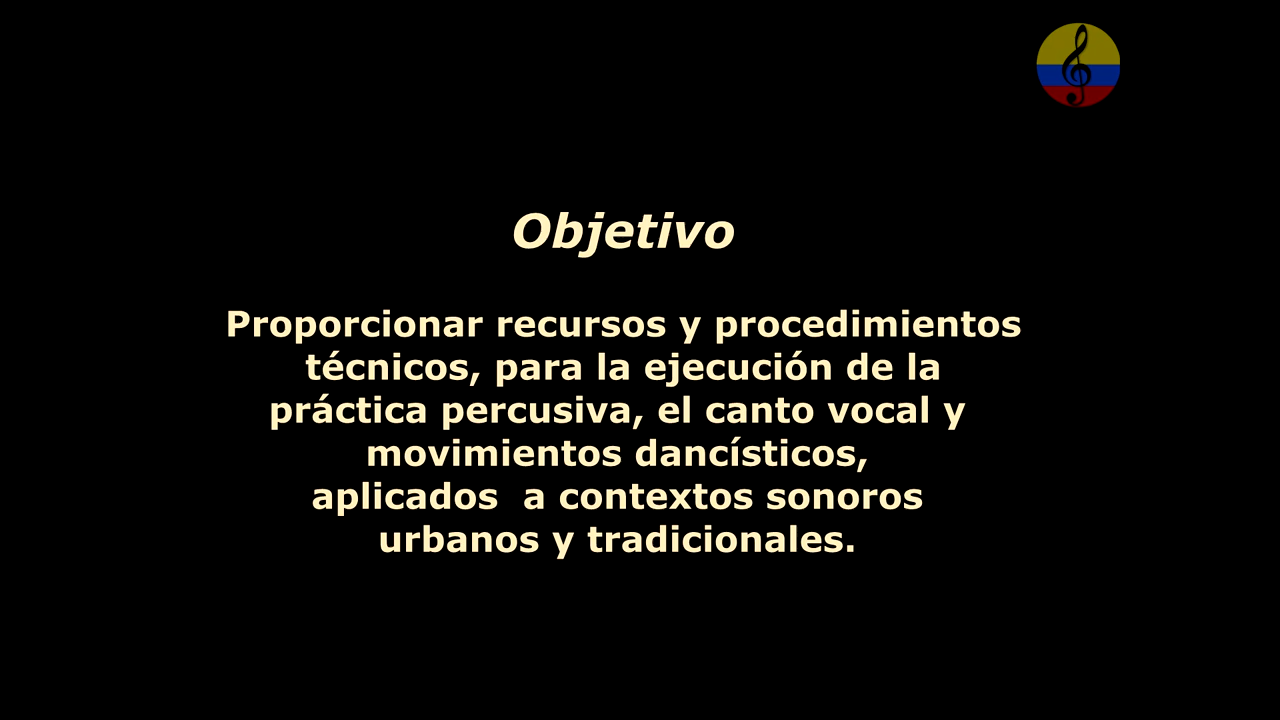 Objetivo
Proporcionar recursos y procedimientos
técnicos, para la ejecución de la
práctica percusiva, el canto vocal y
movimientos dancísticos,
aplicados  a contextos sonoros
urbanos y tradicionales.